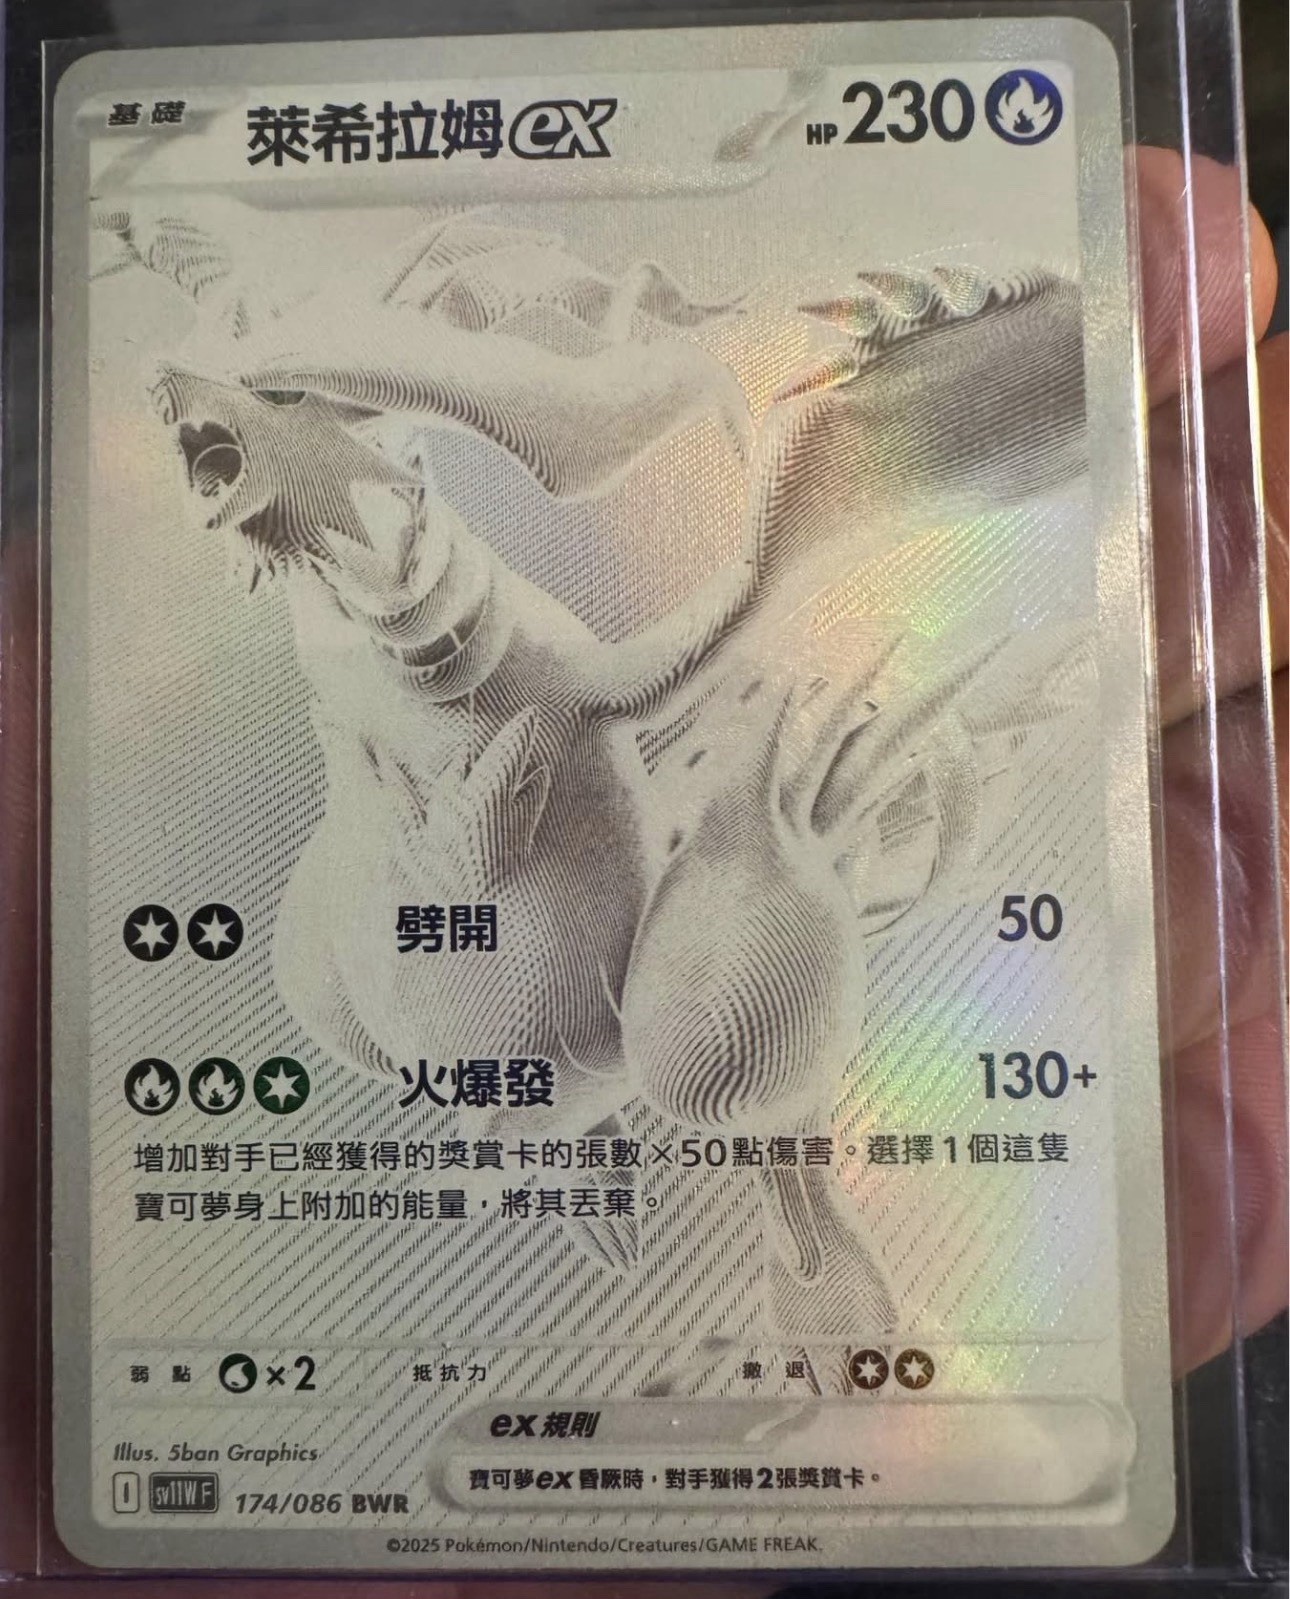 基礎 萊希拉姆ex HP 230
劈開 50
火爆發 130+
增加對手已經獲得的獎賞卡的張數×50點傷害。選擇1個這隻
寶可夢身上附加的能量，將其丟棄。
弱點 ×2 抵抗力 撤退
ex規則
寶可夢ex昏厥時，對手獲得2張獎賞卡。
Illus. 5ban Graphics
I SV11W F 174/086 BWR
©2025 Pokémon/Nintendo/Creatures/GAME FREAK.